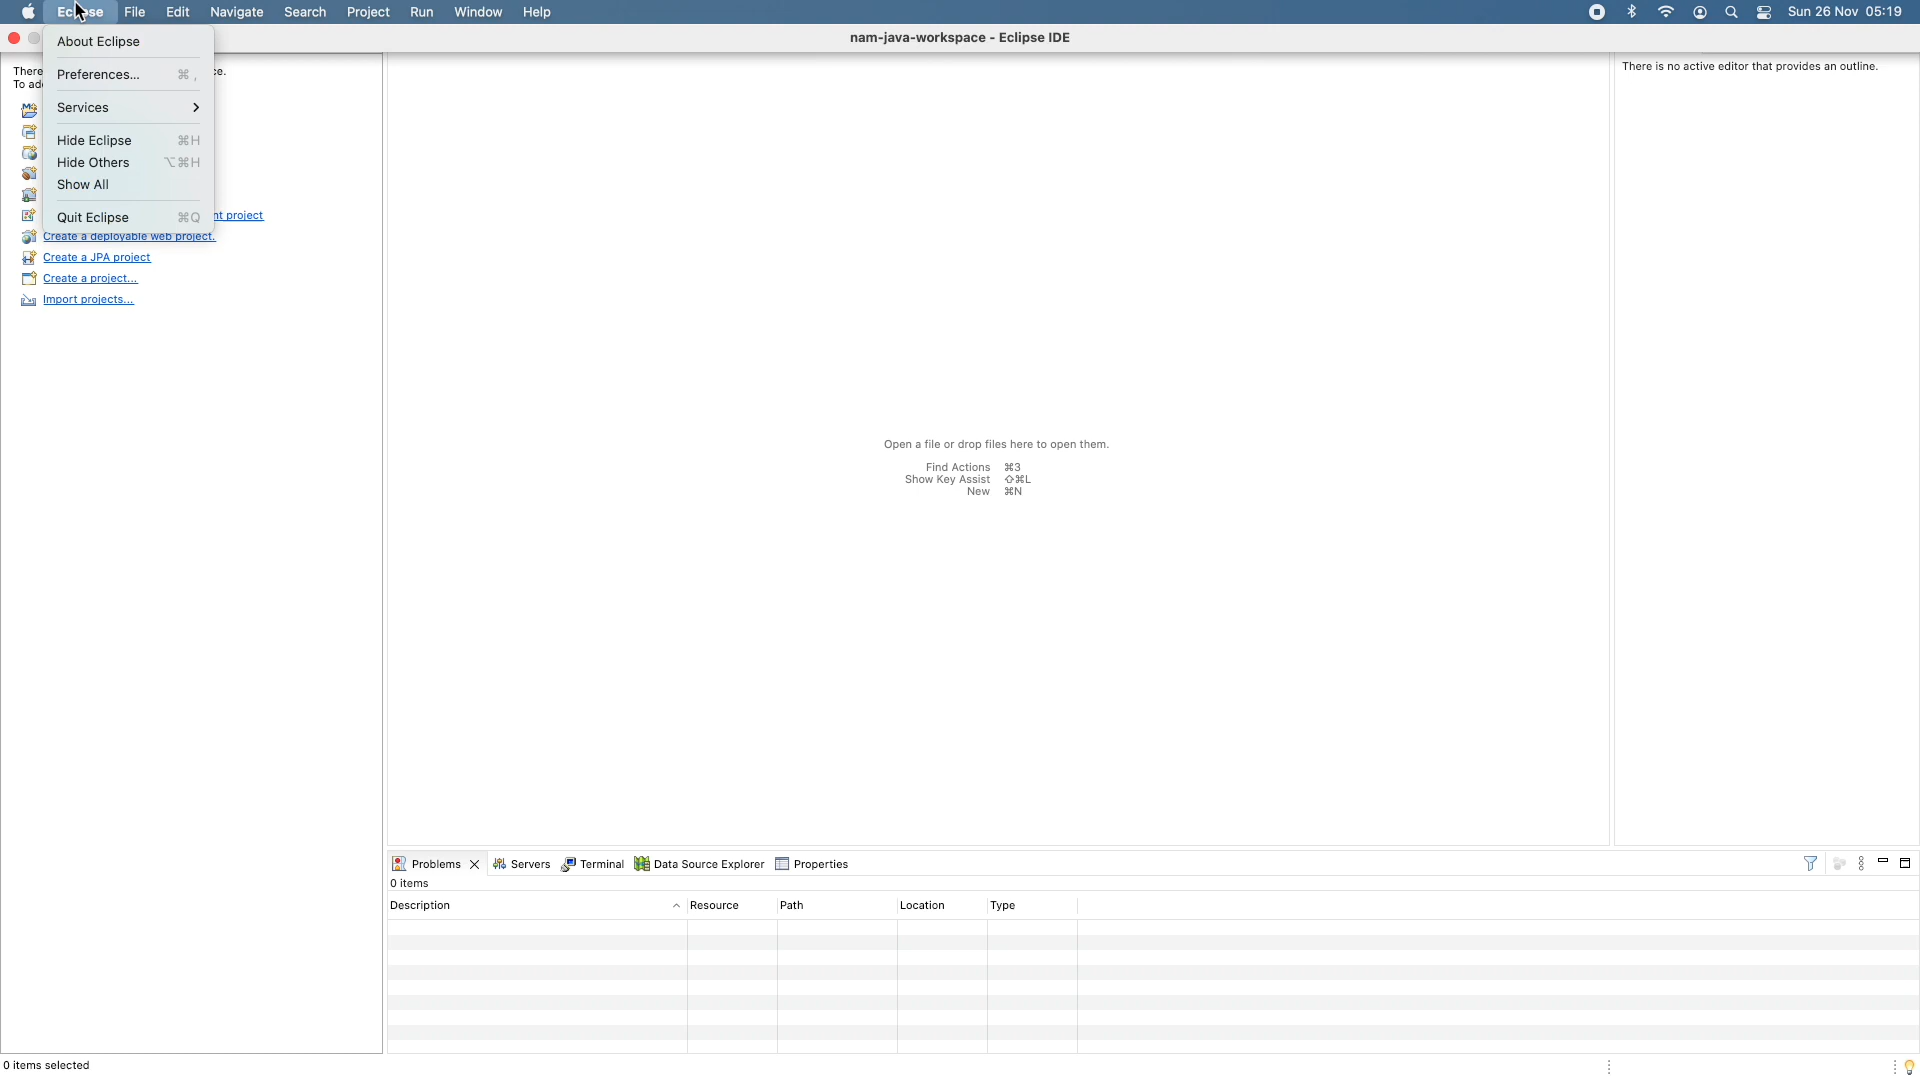 Eclipse File Edit Navigate Search Project Run Window Help Sun 26 Nov 05:19
nam-java-workspace - Eclipse IDE
About Eclipse
Preferences... ⌘ ,
Services >
Hide Eclipse ⌘H
Hide Others ⌥⌘H
Show All
Quit Eclipse ⌘Q
There ce.
To ad
nt project
Create a deployable web project.
Create a JPA project
Create a project...
Import projects...
Open a file or drop files here to open them.
Find Actions ⌘3
Show Key Assist ⇧⌘L
New ⌘N
There is no active editor that provides an outline.
Problems Servers Terminal Data Source Explorer Properties
0 items
Description Resource Path Location Type
0 items selected